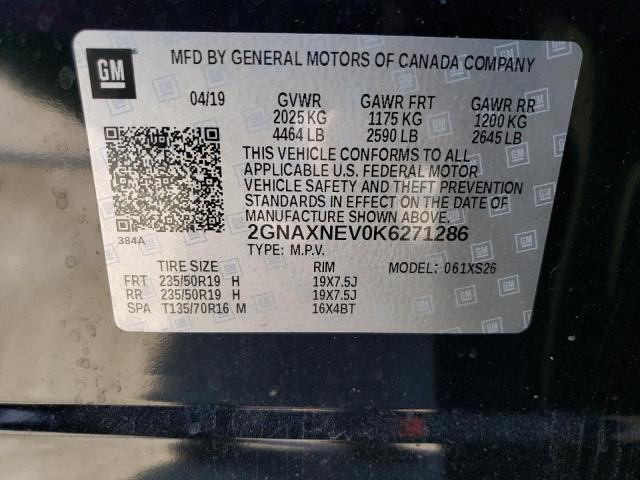 GM
MFD BY GENERAL MOTORS OF CANADA COMPANY
04/19 GVWR GAWR FRT GAWR RR
2025 KG 1175 KG 1200 KG
4464 LB 2590 LB 2645 LB
THIS VEHICLE CONFORMS TO ALL
APPLICABLE U.S. FEDERAL MOTOR
VEHICLE SAFETY AND THEFT PREVENTION
STANDARDS IN EFFECT ON THE DATE OF
MANUFACTURE SHOWN ABOVE.
384A 2GNAXNEV0K6271286
TYPE: M.P.V.
TIRE SIZE RIM MODEL: 061XS26
FRT 235/50R19 H 19X7.5J
RR 235/50R19 H 19X7.5J
SPA T135/70R16 M 16X4BT